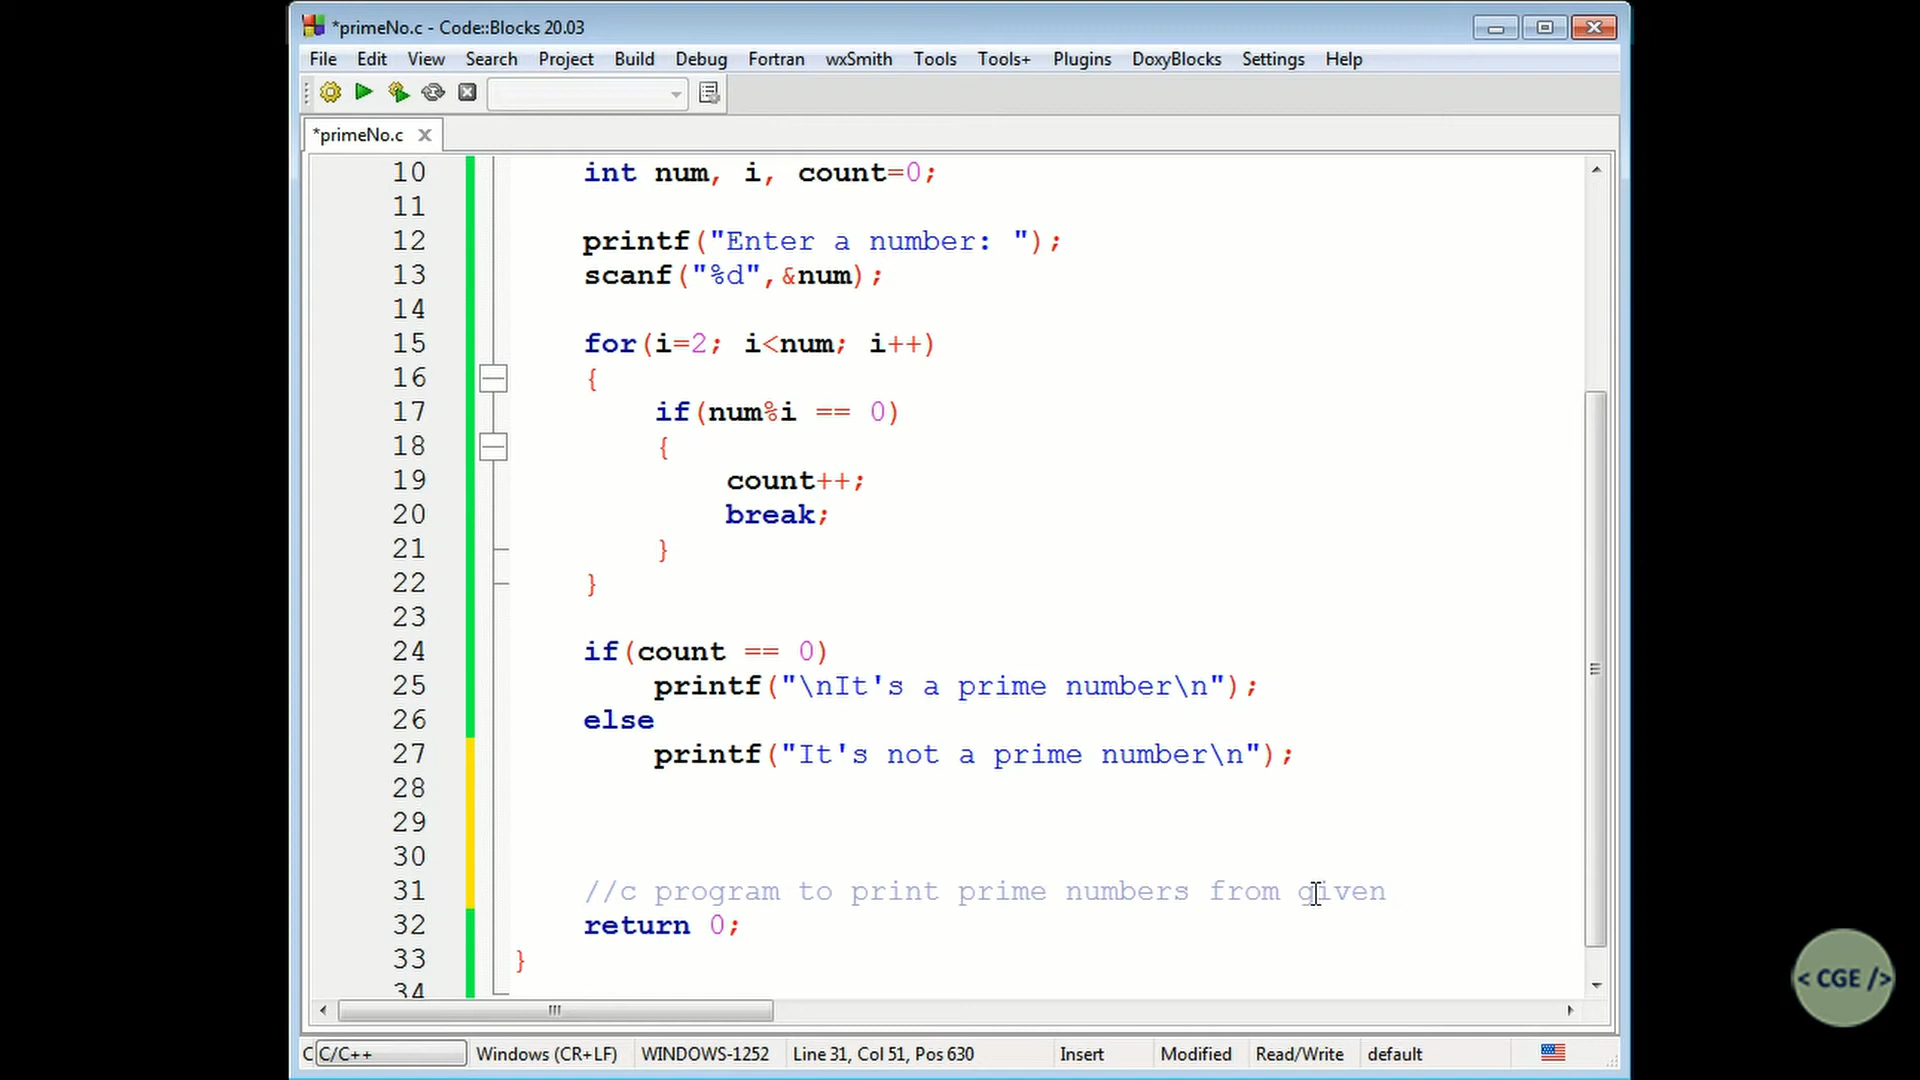 *primeNo.c - Code::Blocks 20.03
File Edit View Search Project Build Debug Fortran wxSmith Tools Tools+ Plugins DoxyBlocks Settings Help
*primeNo.c
10 int num, i, count=0;
11
12 printf("Enter a number: ");
13 scanf("%d",&num);
14
15 for(i=2; i<num; i++)
16 {
17 if(num%i == 0)
18 {
19 count++;
20 break;
21 }
22 }
23
24 if(count == 0)
25 printf("\nIt's a prime number\n");
26 else
27 printf("It's not a prime number\n");
28
29
30
31 //c program to print prime numbers from given
32 return 0;
33 }
34
C C/C++ Windows (CR+LF) WINDOWS-1252 Line 31, Col 51, Pos 630 Insert Modified Read/Write default
< CGE />